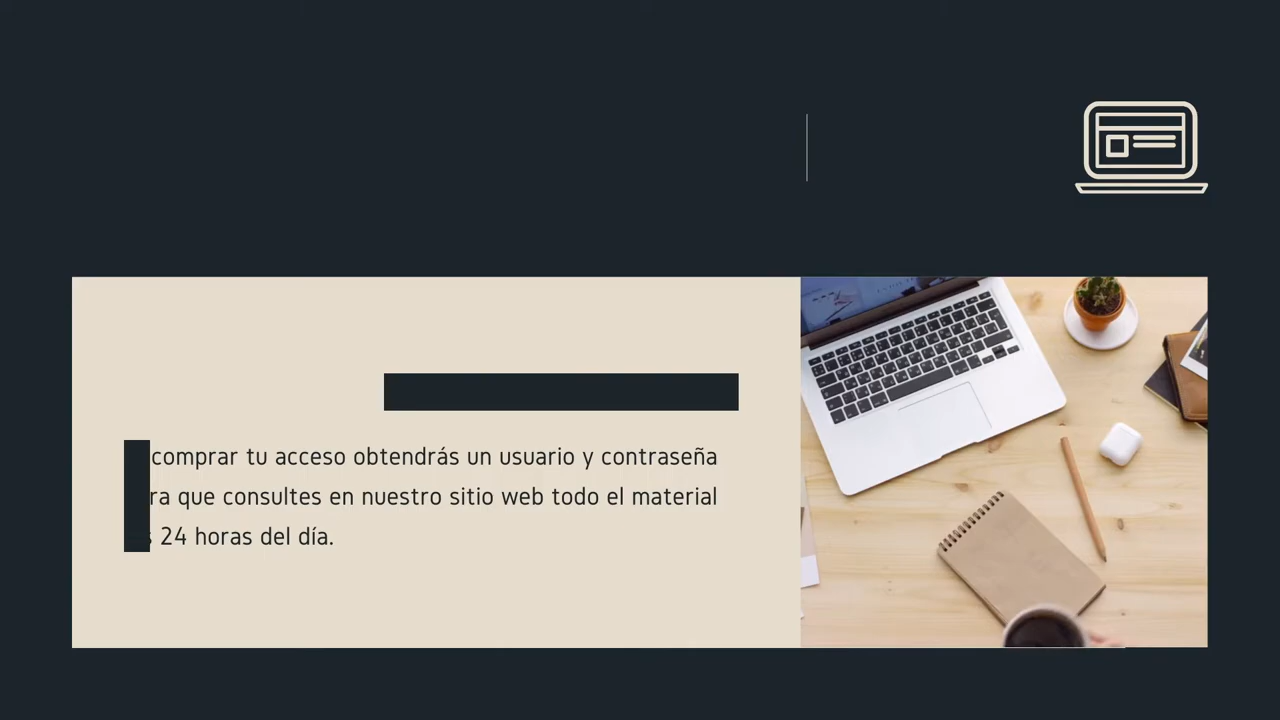 comprar tu acceso obtendrás un usuario y contraseña
que consultes en nuestro sitio web todo el material
24 horas del día.